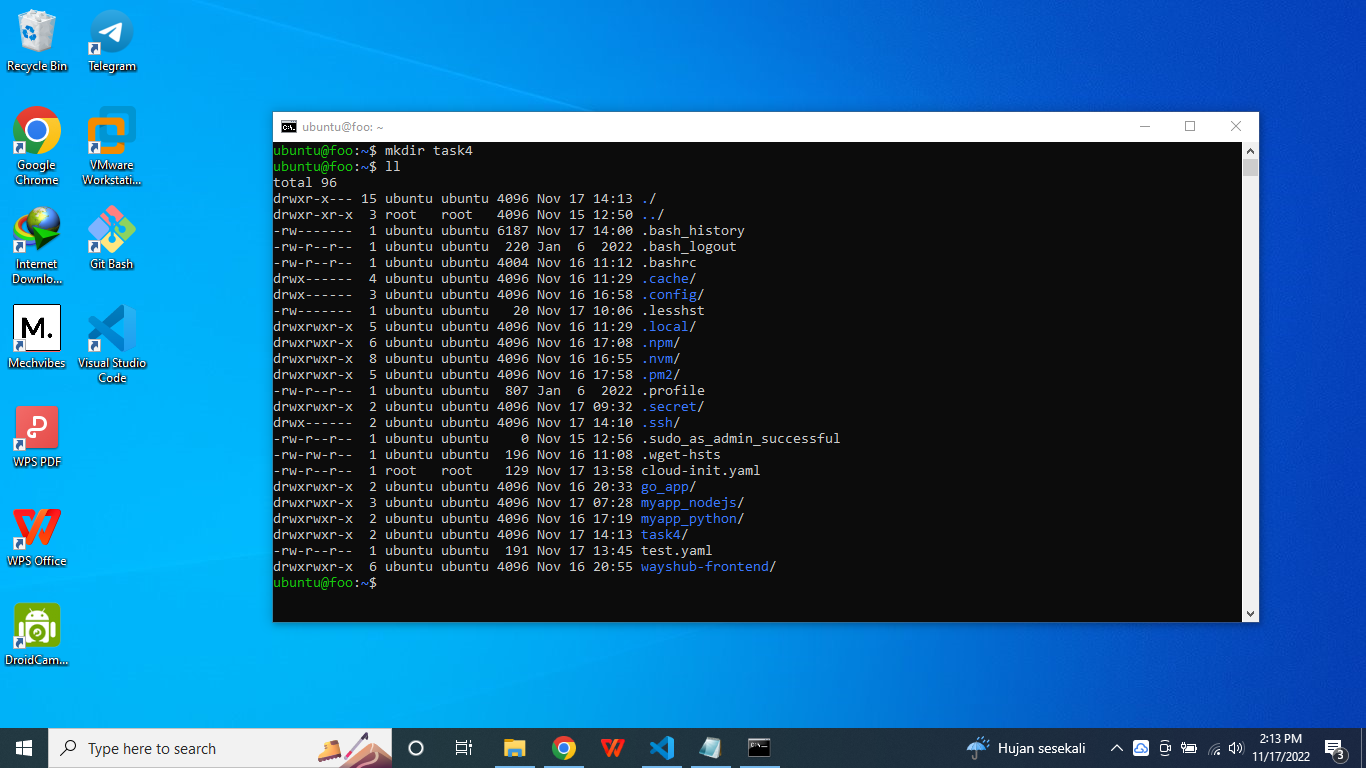 Recycle Bin
Telegram
Google Chrome
VMware Workstati...
Internet Downlo...
Git Bash
M.
Mechvibes
Visual Studio Code
WPS PDF
WPS Office
DroidCam...
ubuntu@foo: ~
ubuntu@foo:~$ mkdir task4
ubuntu@foo:~$ ll
total 96
drwxr-x--- 15 ubuntu ubuntu 4096 Nov 17 14:13 ./
drwxr-xr-x  3 root   root   4096 Nov 15 12:50 ../
-rw-------  1 ubuntu ubuntu 6187 Nov 17 14:00 .bash_history
-rw-r--r--  1 ubuntu ubuntu  220 Jan  6  2022 .bash_logout
-rw-r--r--  1 ubuntu ubuntu 4004 Nov 16 11:12 .bashrc
drwx------  4 ubuntu ubuntu 4096 Nov 16 11:29 .cache/
drwx------  3 ubuntu ubuntu 4096 Nov 16 16:58 .config/
-rw-------  1 ubuntu ubuntu   20 Nov 17 10:06 .lesshst
drwxrwxr-x  5 ubuntu ubuntu 4096 Nov 16 11:29 .local/
drwxrwxr-x  6 ubuntu ubuntu 4096 Nov 16 17:08 .npm/
drwxrwxr-x  8 ubuntu ubuntu 4096 Nov 16 16:55 .nvm/
drwxrwxr-x  5 ubuntu ubuntu 4096 Nov 16 17:58 .pm2/
-rw-r--r--  1 ubuntu ubuntu  807 Jan  6  2022 .profile
drwxrwxr-x  2 ubuntu ubuntu 4096 Nov 17 09:32 .secret/
drwx------  2 ubuntu ubuntu 4096 Nov 17 14:10 .ssh/
-rw-r--r--  1 ubuntu ubuntu    0 Nov 15 12:56 .sudo_as_admin_successful
-rw-rw-r--  1 ubuntu ubuntu  196 Nov 16 11:08 .wget-hsts
-rw-r--r--  1 root   root    129 Nov 17 13:58 cloud-init.yaml
drwxrwxr-x  2 ubuntu ubuntu 4096 Nov 16 20:33 go_app/
drwxrwxr-x  3 ubuntu ubuntu 4096 Nov 17 07:28 myapp_nodejs/
drwxrwxr-x  2 ubuntu ubuntu 4096 Nov 16 17:19 myapp_python/
drwxrwxr-x  2 ubuntu ubuntu 4096 Nov 17 14:13 task4/
-rw-r--r--  1 ubuntu ubuntu  191 Nov 17 13:45 test.yaml
drwxrwxr-x  6 ubuntu ubuntu 4096 Nov 16 20:55 wayshub-frontend/
ubuntu@foo:~$
Type here to search
Hujan sesekali
2:13 PM
11/17/2022
3